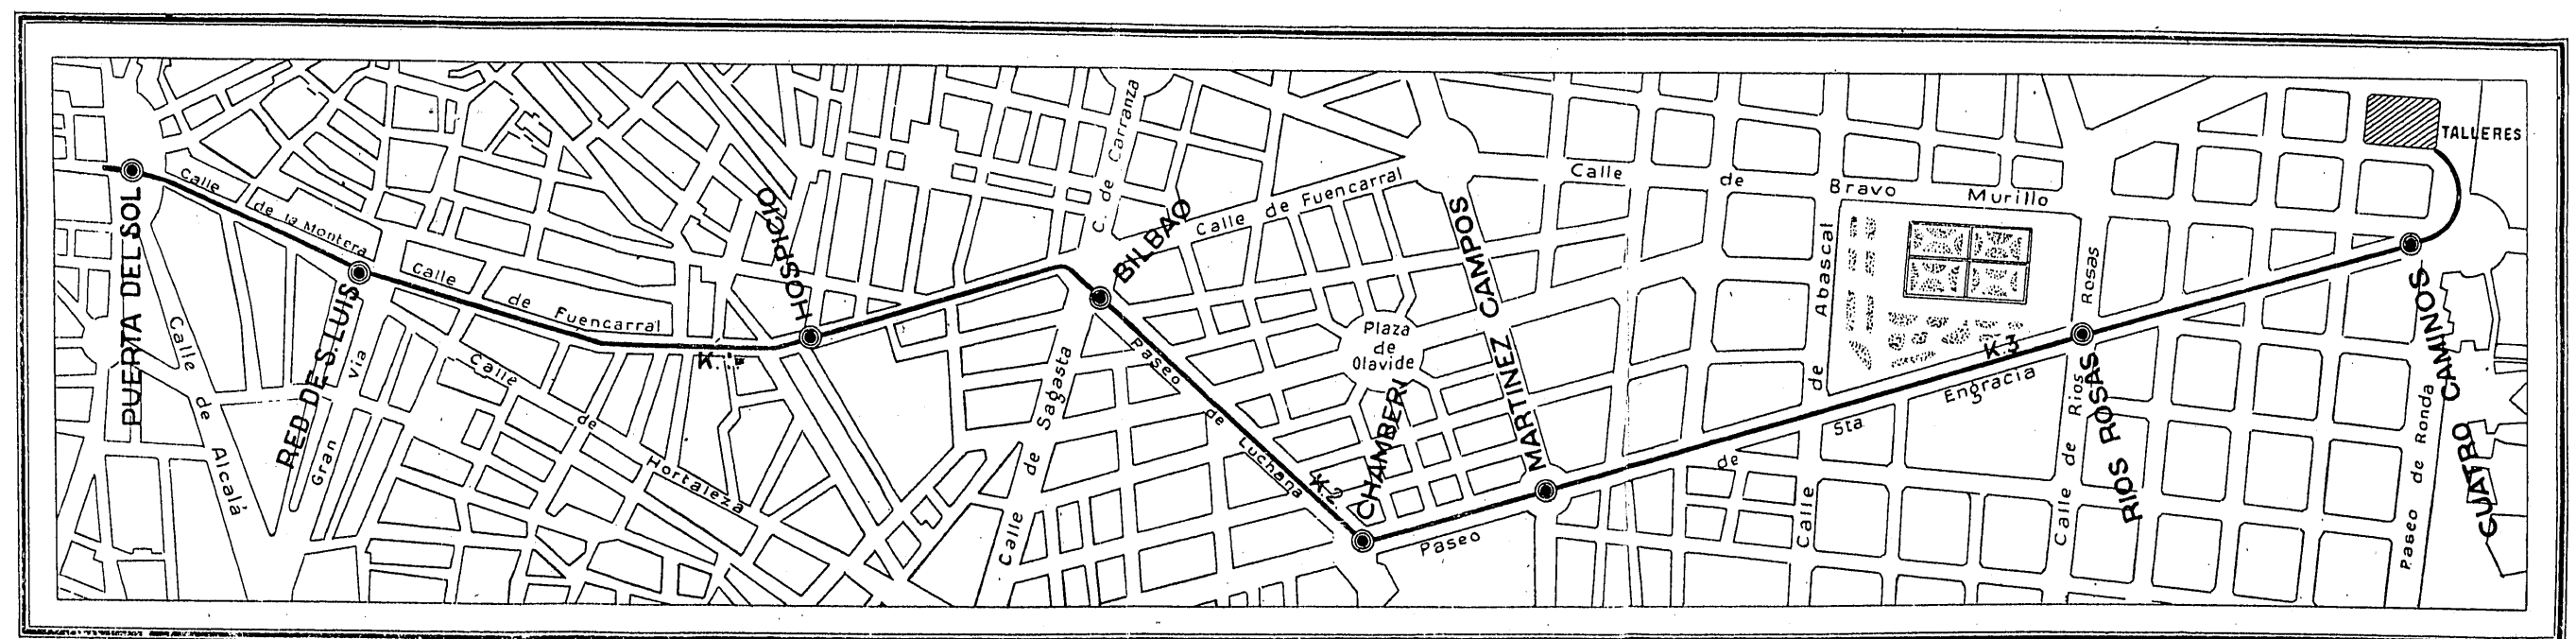 PUERTA DEL SOL
Calle
de la Montera
Calle
de
Alcalá
RED DE S. LUIS
Gran
Via
Calle
de
Fuencarral
Calle
de
Hortaleza
K.
HOSPICIO
C. de Carranza
BILBAO
Calle de Fuencarral
Calle
de
Sagasta
Paseo
de
Luchana
K.2
CHAMBERI
Plaza
de
Olavide
MARTINEZ CAMPOS
Paseo
de
Sta
Engracia
K.3
Calle
de
Bravo
Murillo
Calle
de
Abascal
RIOS ROSAS
Calle
de
Rios
Rosas
CUATRO CAMINOS
Paseo de Ronda
TALLERES